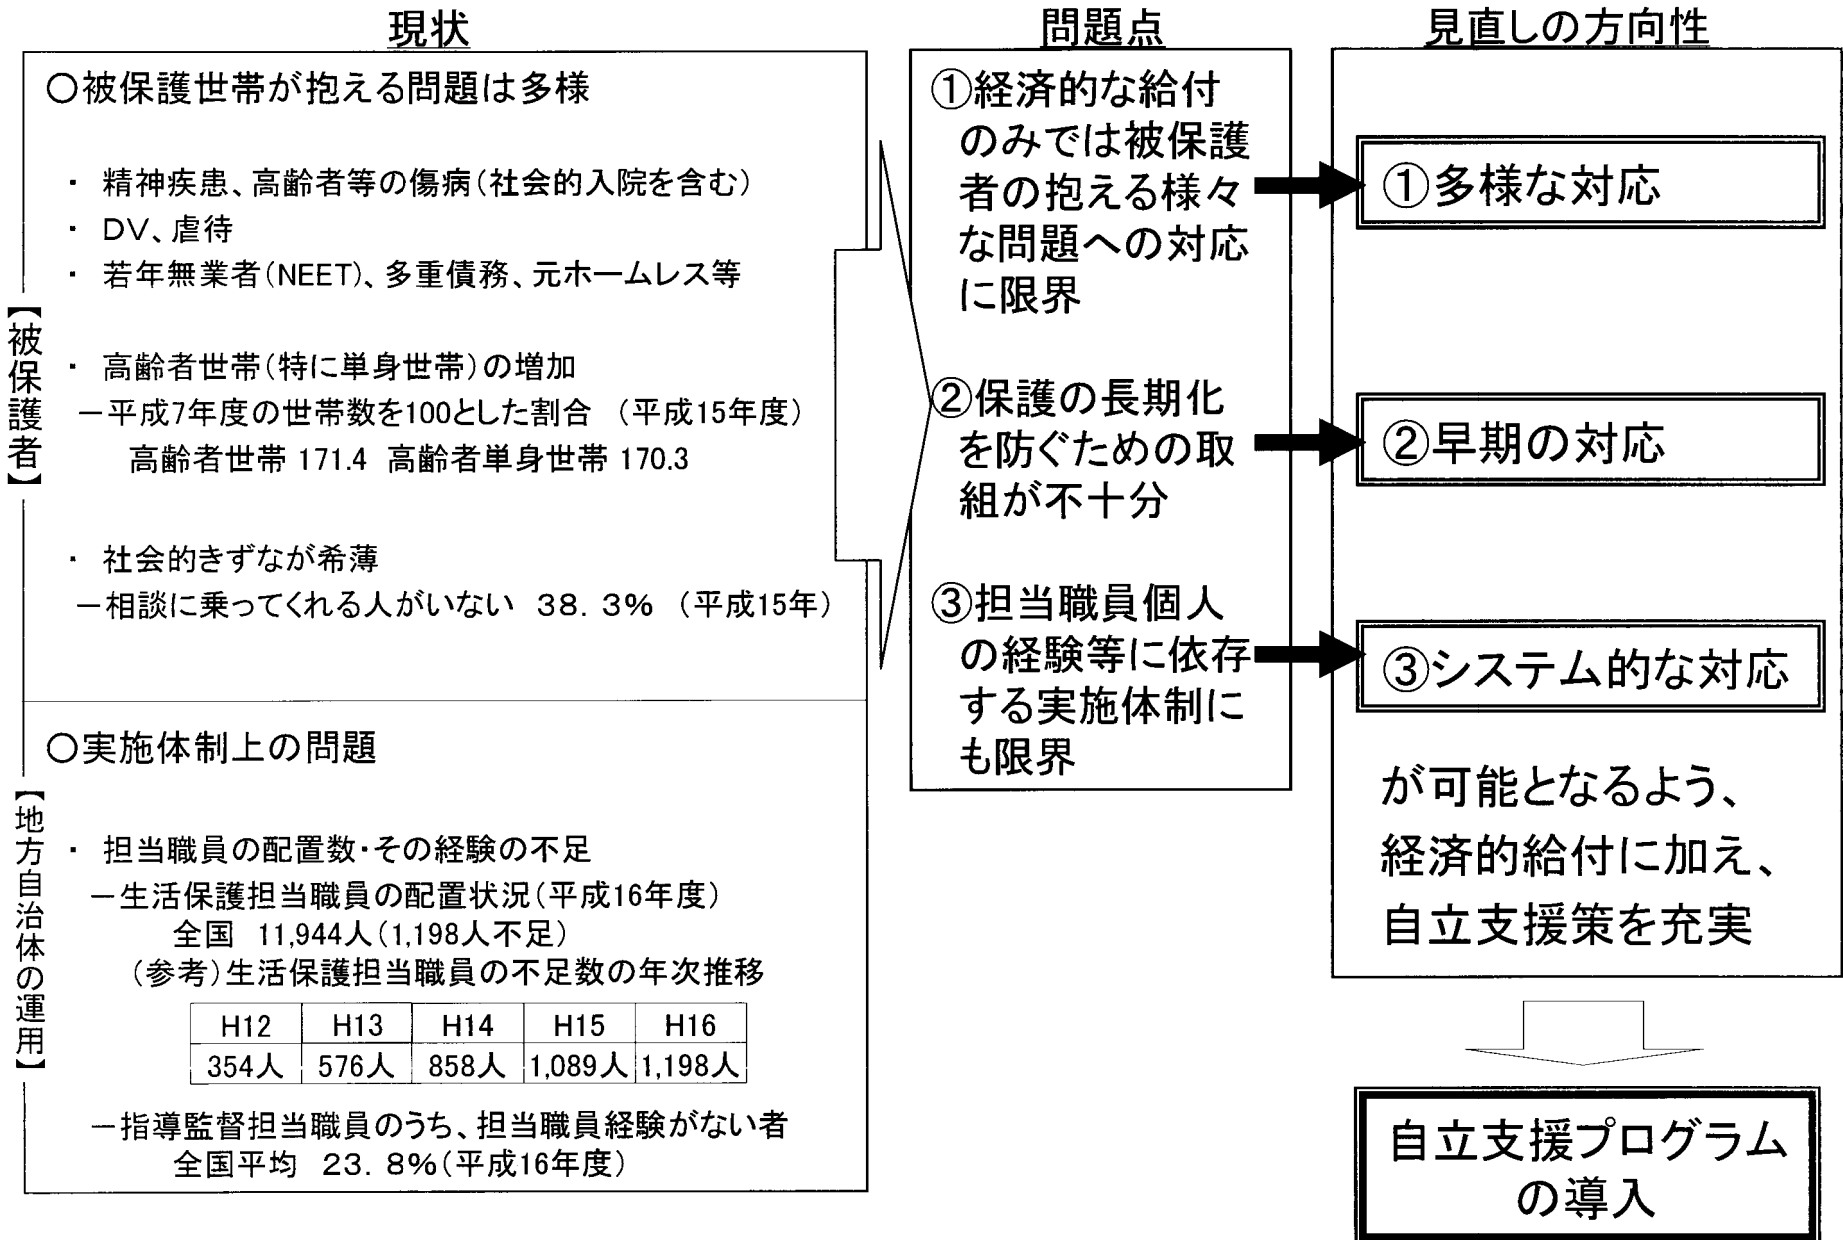 現状
【被保護者】
○被保護世帯が抱える問題は多様
・ 精神疾患、高齢者等の傷病（社会的入院を含む）
・ DV、虐待
・ 若年無業者（NEET）、多重債務、元ホームレス等
・ 高齢者世帯（特に単身世帯）の増加
－平成7年度の世帯数を100とした割合 （平成15年度）
高齢者世帯 171.4 高齢者単身世帯 170.3
・ 社会的きずなが希薄
－相談に乗ってくれる人がいない 38．3％ （平成15年）
【地方自治体の運用】
○実施体制上の問題
・ 担当職員の配置数・その経験の不足
－生活保護担当職員の配置状況（平成16年度）
全国 11,944人（1,198人不足）
（参考）生活保護担当職員の不足数の年次推移
H12 H13 H14 H15 H16
354人 576人 858人 1,089人 1,198人
－指導監督担当職員のうち、担当職員経験がない者
全国平均 23．8％（平成16年度）
問題点
①経済的な給付
のみでは被保護
者の抱える様々
な問題への対応
に限界
②保護の長期化
を防ぐための取
組が不十分
③担当職員個人
の経験等に依存
する実施体制に
も限界
見直しの方向性
①多様な対応
②早期の対応
③システム的な対応
が可能となるよう、
経済的給付に加え、
自立支援策を充実
自立支援プログラム
の導入